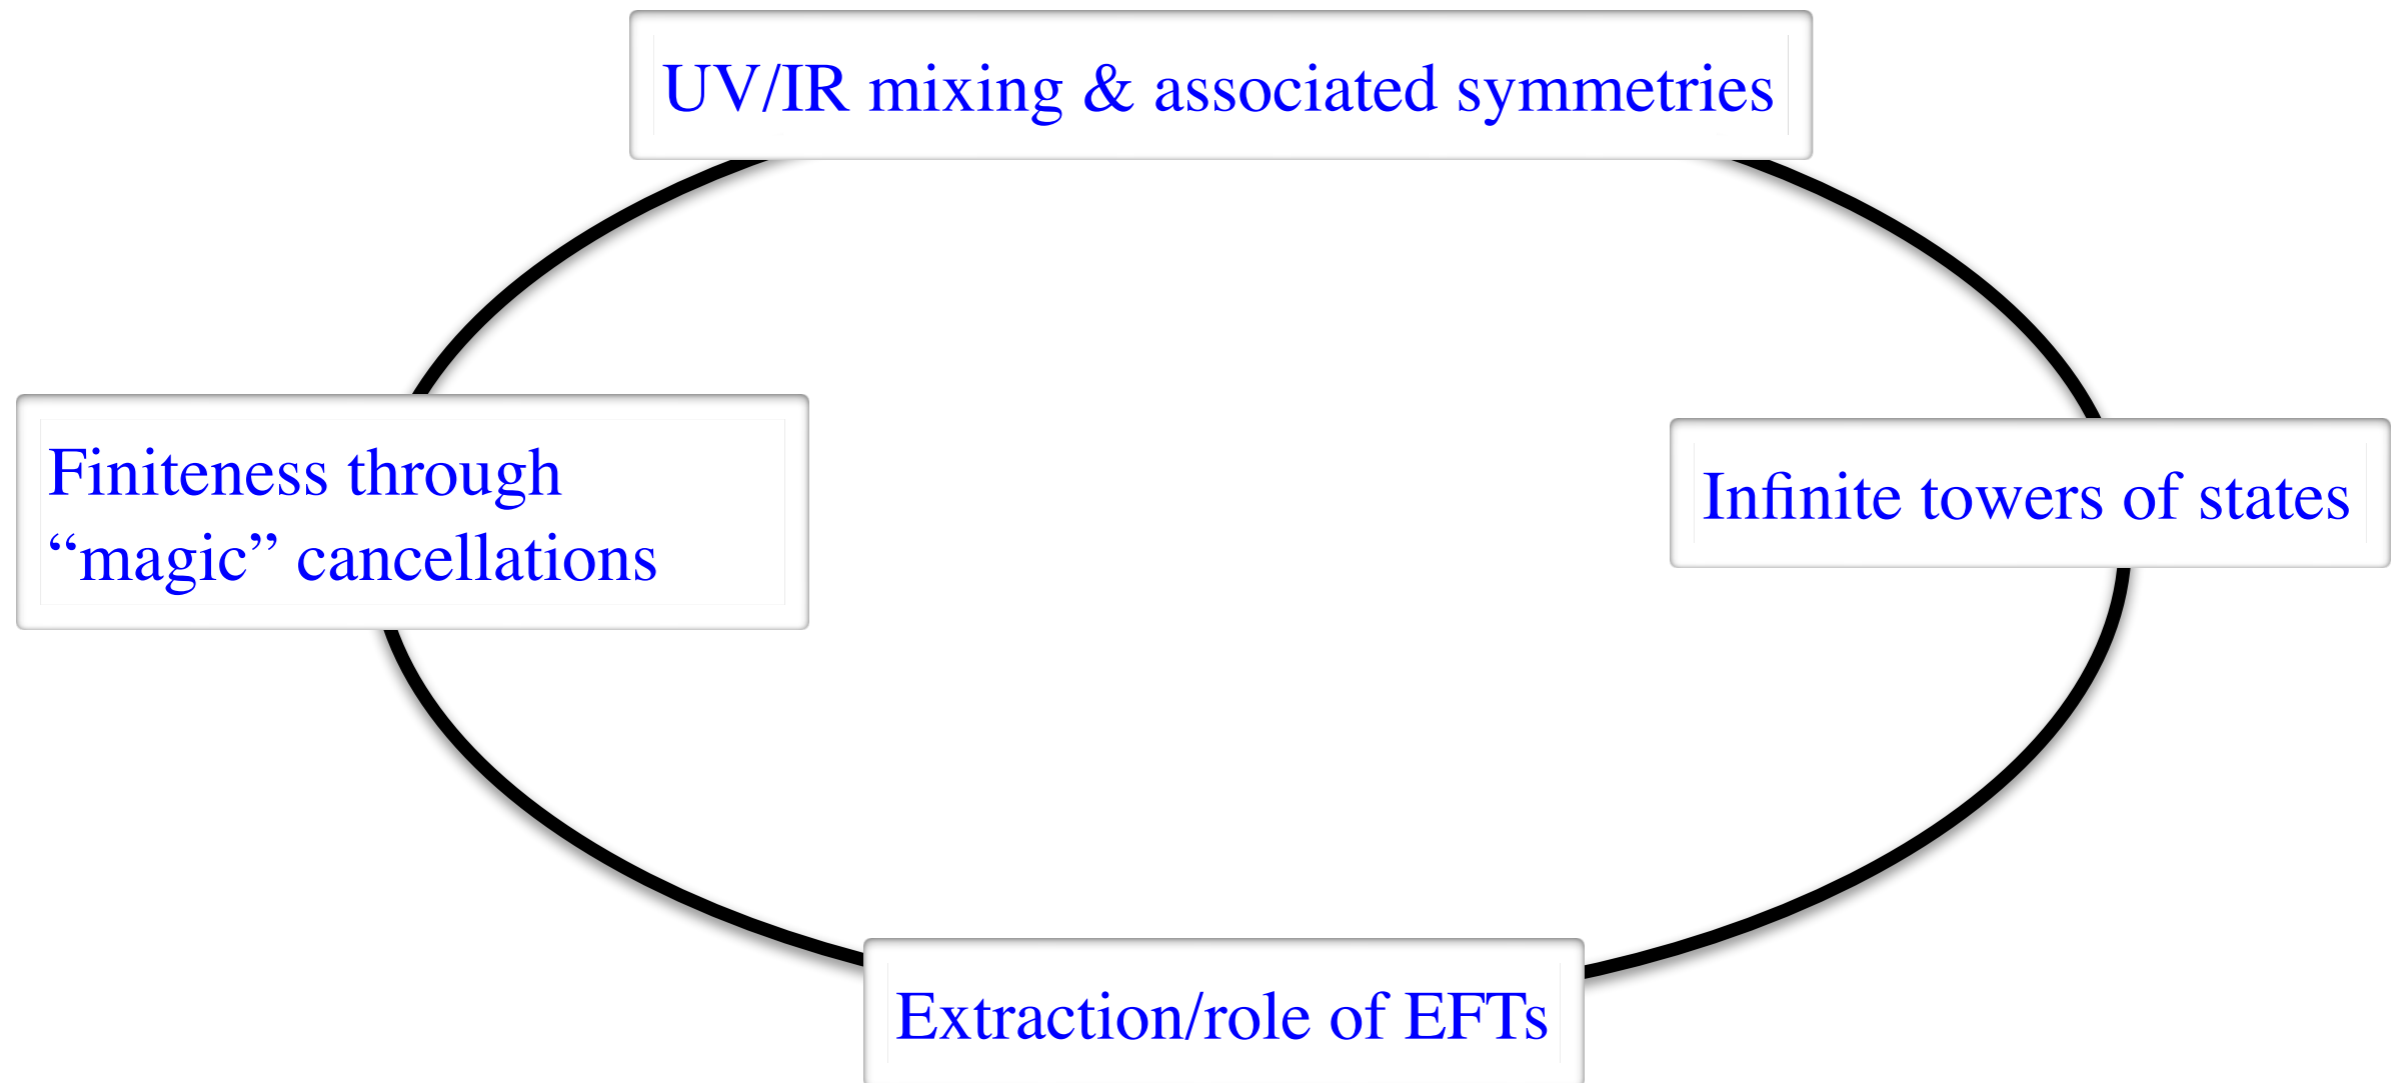 UV/IR mixing & associated symmetries
Finiteness through
“magic” cancellations
Infinite towers of states
Extraction/role of EFTs